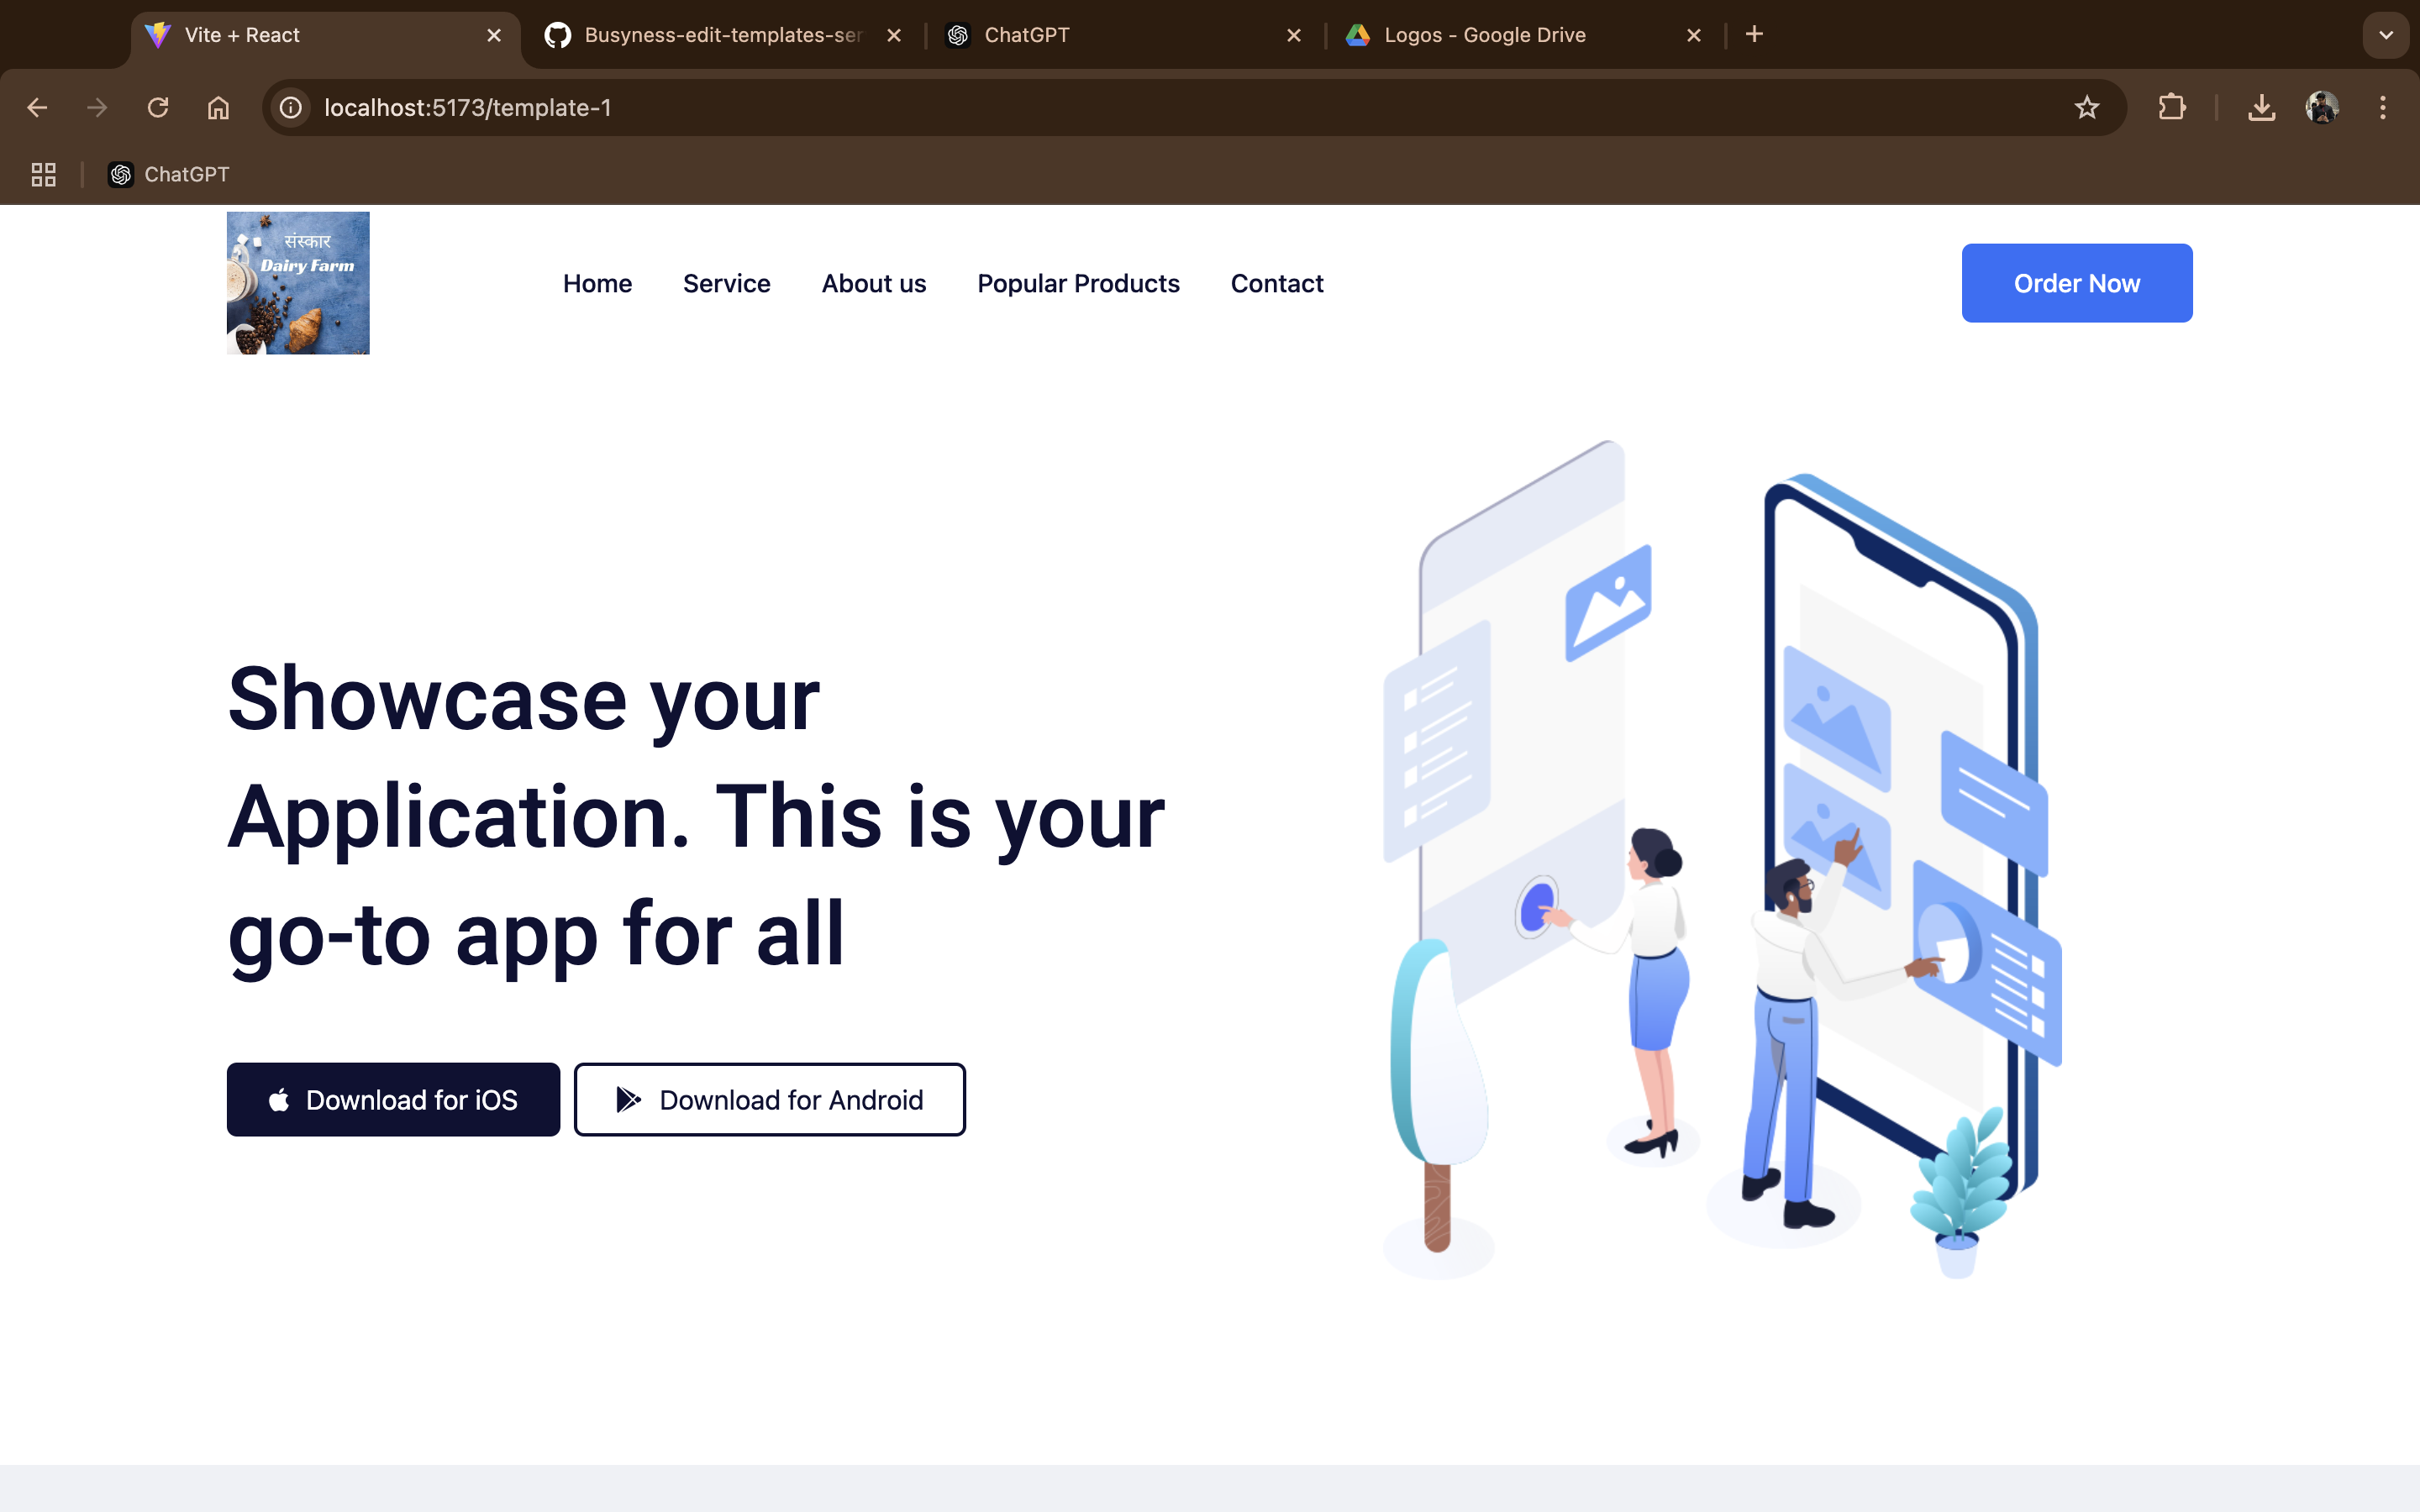 Vite + React
Busyness-edit-templates-ser
ChatGPT
Logos - Google Drive
localhost:5173/template-1
ChatGPT
संस्कार
Dairy Farm
Home
Service
About us
Popular Products
Contact
Order Now
Showcase your
Application. This is your
go-to app for all
Download for iOS
Download for Android